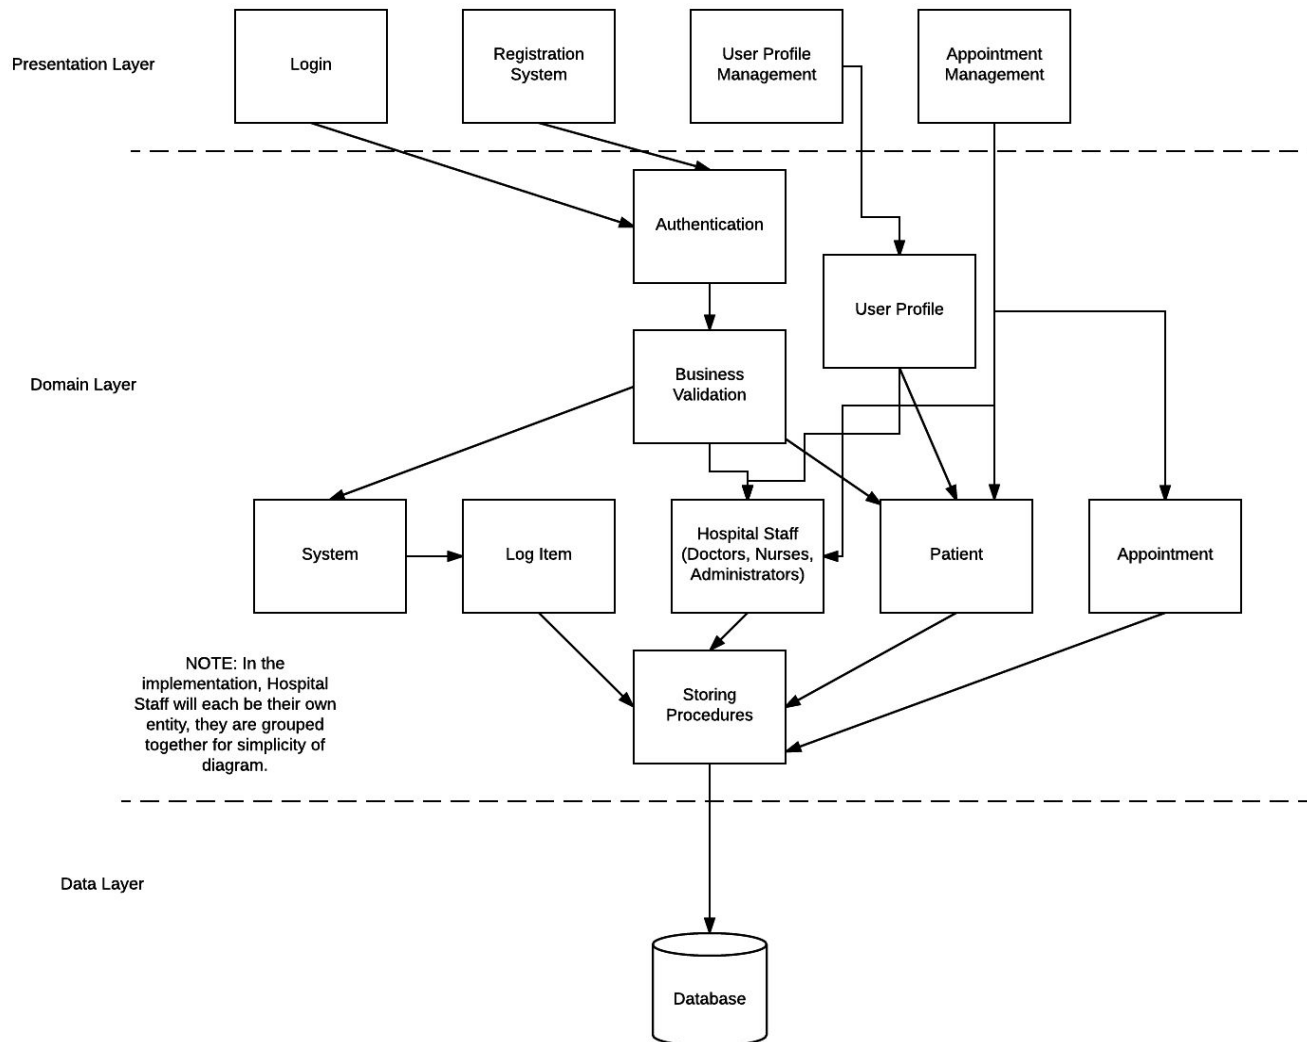 Presentation Layer
Login
Registration
System
User Profile
Management
Appointment
Management
Authentication
User Profile
Domain Layer
Business
Validation
System
Log Item
Hospital Staff
(Doctors, Nurses,
Administrators)
Patient
Appointment
NOTE: In the
implementation, Hospital
Staff will each be their own
entity, they are grouped
together for simplicity of
diagram.
Storing
Procedures
Data Layer
Database